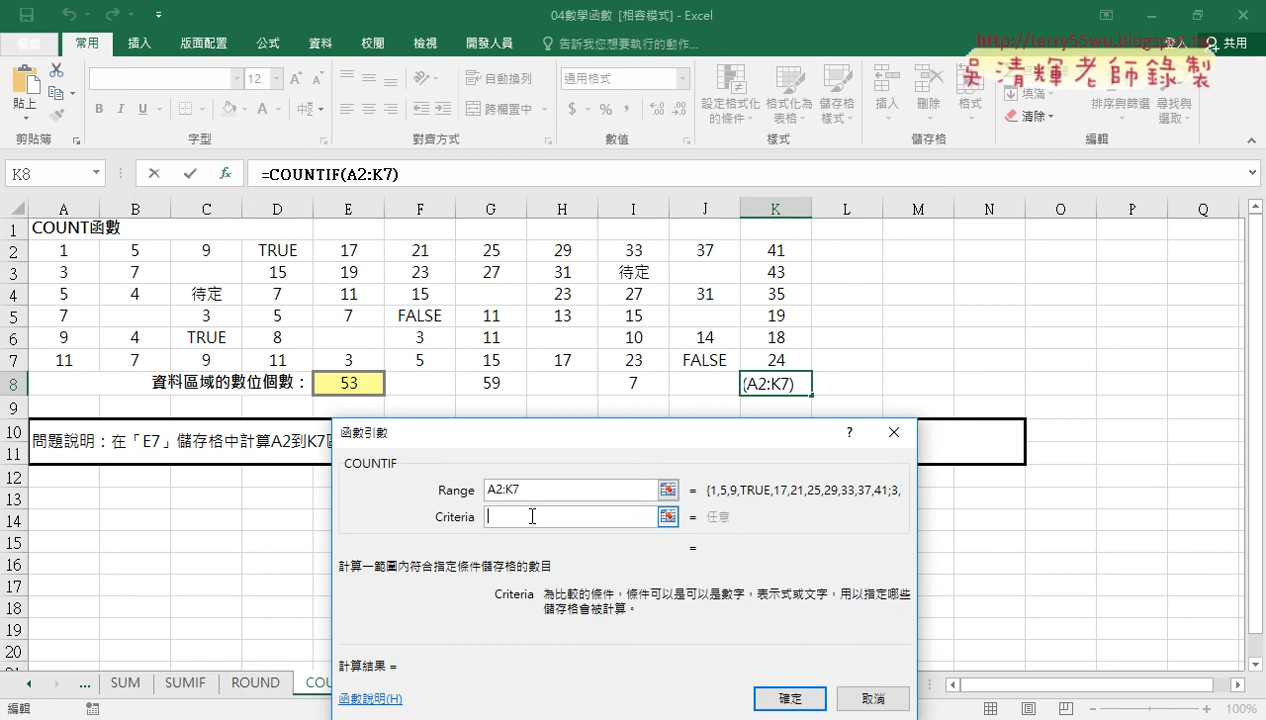 04數學函數 [相容模式] - Excel
http://terry55wu.blogspot.tw
吳清輝老師錄製
檔案 常用 插入 版面配置 公式 資料 校閱 檢視 開發人員 告訴我您想要執行的動作... 登入 共用
貼上 12 自動換列 跨欄置中 通用格式 設定格式化的條件 格式化為表格 儲存格樣式 插入 刪除 格式 填滿 清除 排序與篩選 尋找與選取
剪貼簿 字型 對齊方式 數值 樣式 儲存格 編輯
K8 fx =COUNTIF(A2:K7)
A B C D E F G H I J K L M N O P Q
1 COUNT函數
2 1 5 9 TRUE 17 21 25 29 33 37 41
3 3 7 15 19 23 27 31 待定 43
4 5 4 待定 7 11 15 23 27 31 35
5 7 3 5 7 FALSE 11 13 15 19
6 9 4 TRUE 8 3 11 10 14 18
7 11 7 9 11 3 5 15 17 23 FALSE 24
8 資料區域的數位個數： 53 59 7 (A2:K7)
9
10
11 問題說明：在「E7」儲存格中計算A2到K7
12
13
14
15
16
17
18
19
20
函數引數 ?
COUNTIF
Range A2:K7 = {1,5,9,TRUE,17,21,25,29,33,37,41;3,
Criteria = 任意
=
計算一範圍內符合指定條件儲存格的數目
Criteria 為比較的條件，條件可以是可以是數字，表示式或文字，用以指定哪些
儲存格會被計算。
計算結果 =
函數說明(H) 確定 取消
... SUM SUMIF ROUND COU
編輯 100%